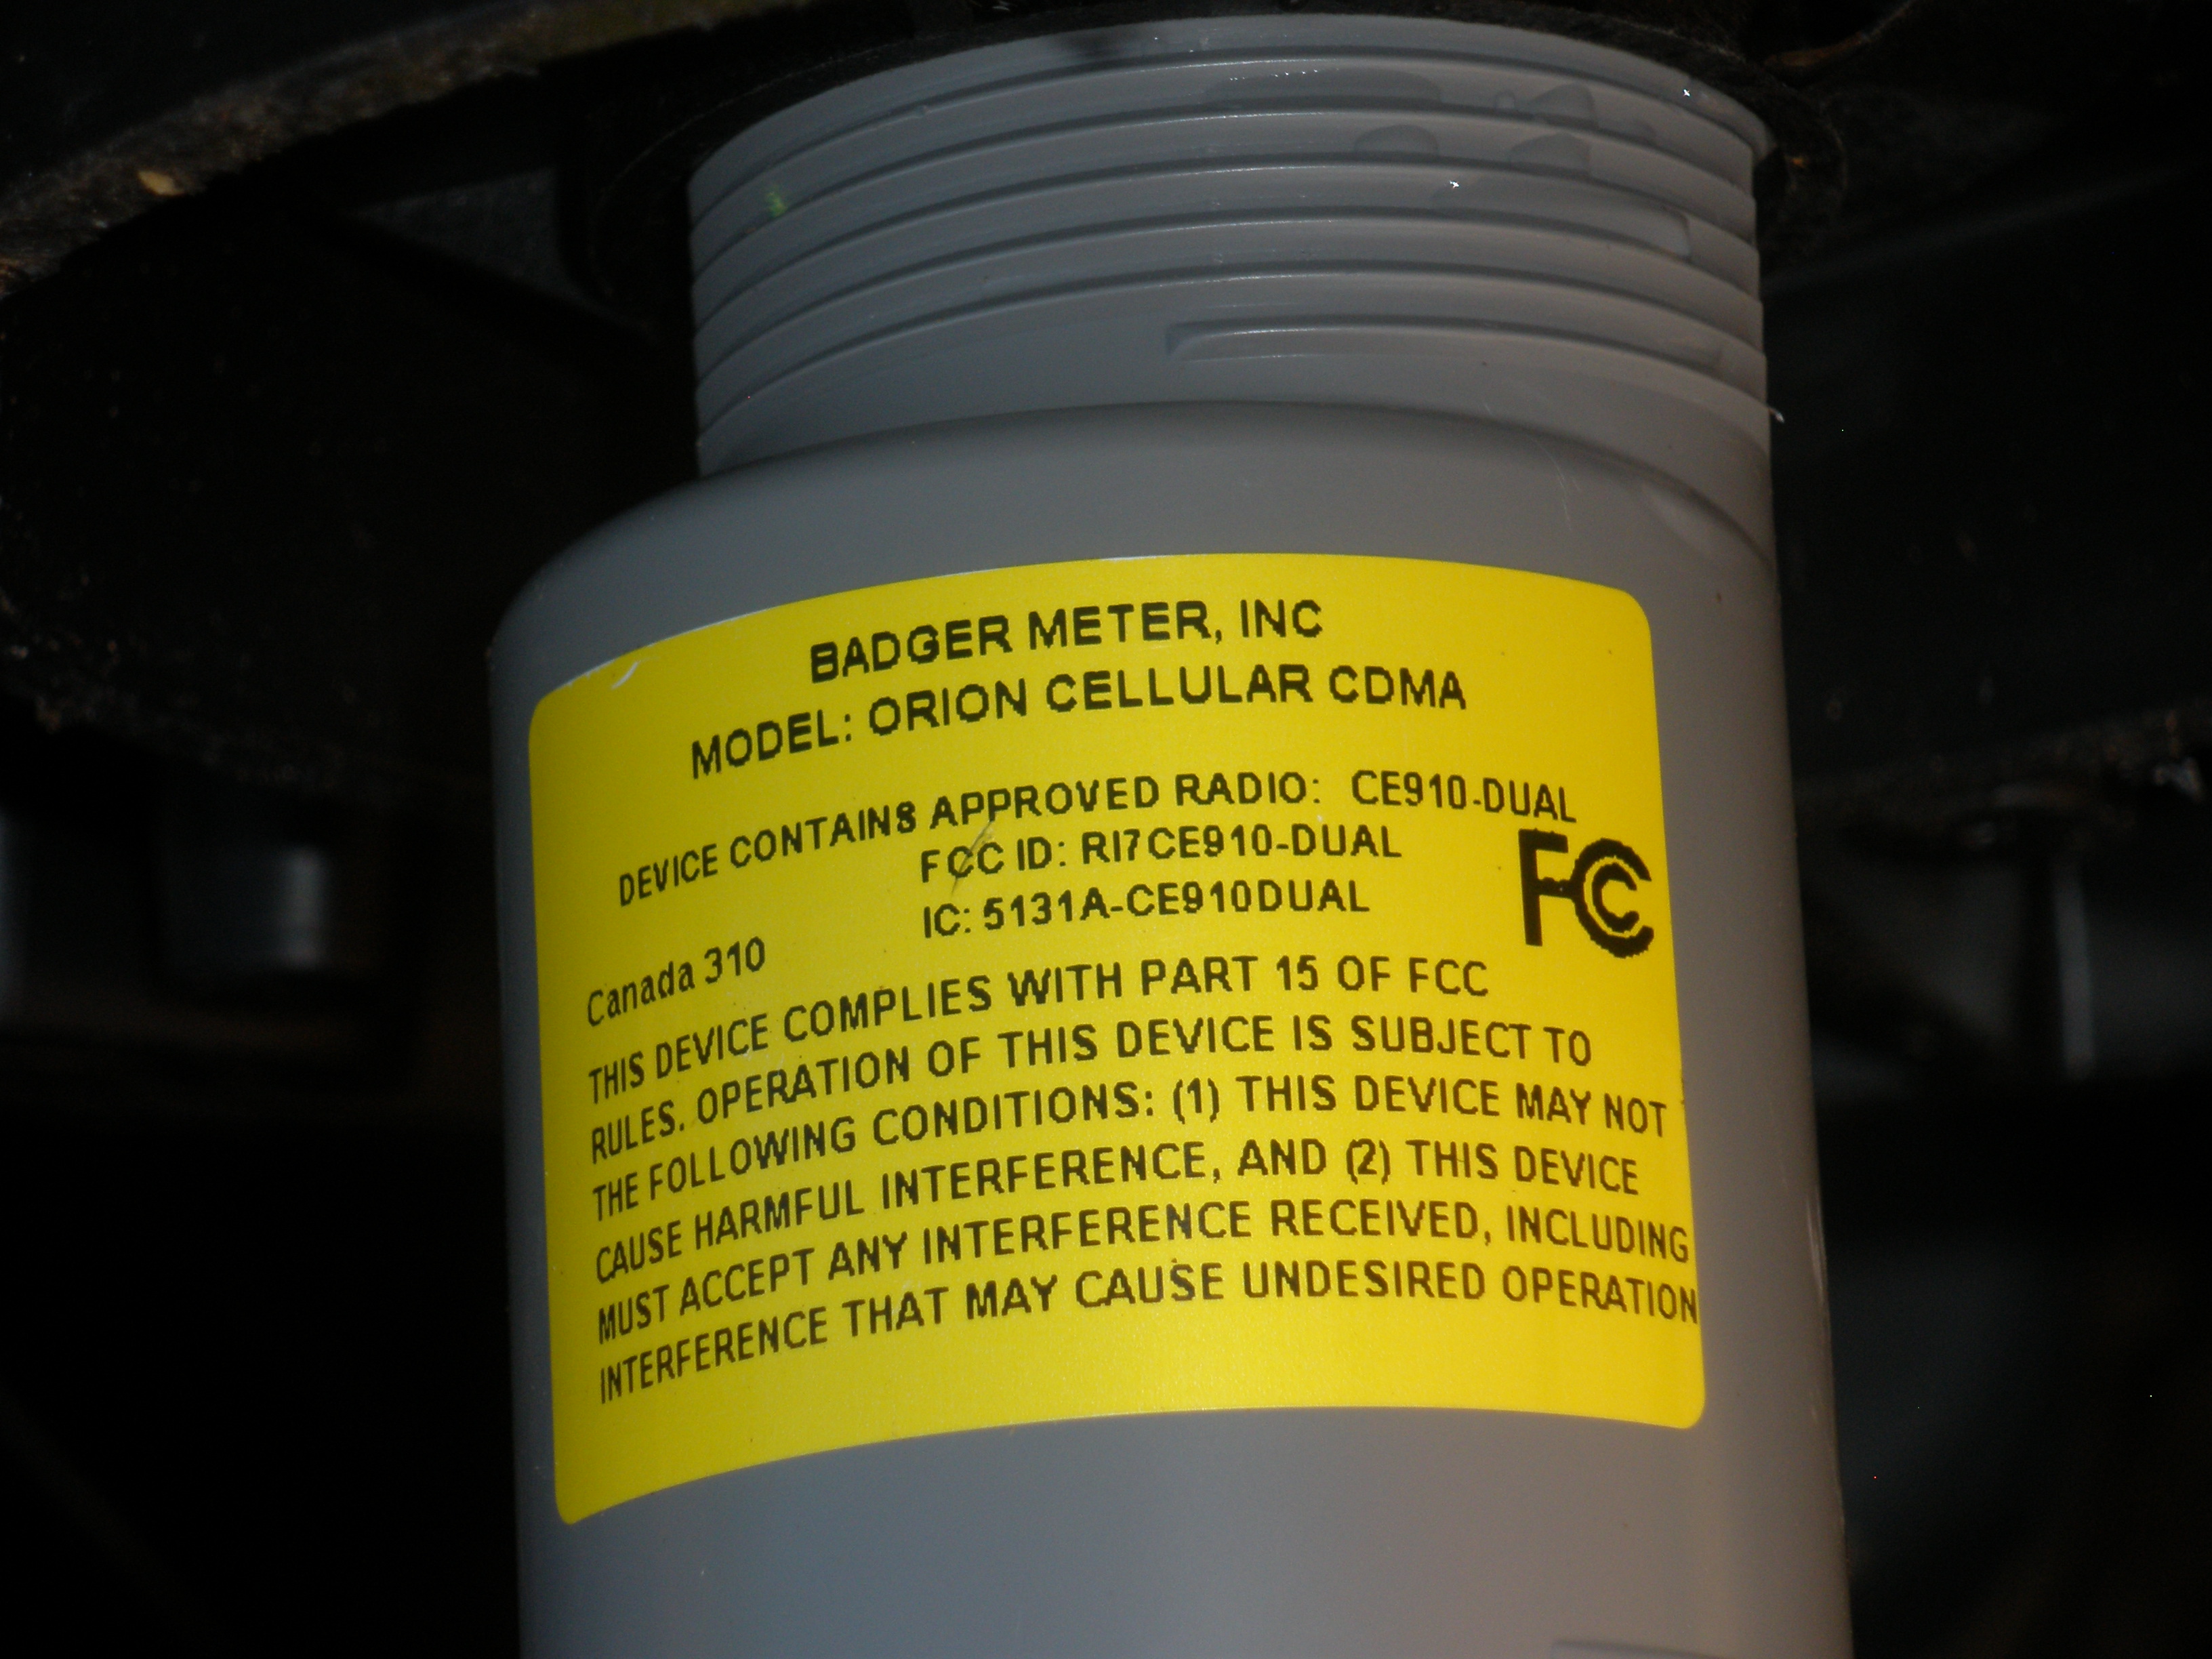 BADGER METER, INC
MODEL: ORION CELLULAR CDMA
DEVICE CONTAINS APPROVED RADIO: CE910-DUAL
FCC ID: RI7CE910-DUAL
IC: 5131A-CE910DUAL
FC
Canada 310
THIS DEVICE COMPLIES WITH PART 15 OF FCC
RULES. OPERATION OF THIS DEVICE IS SUBJECT TO
THE FOLLOWING CONDITIONS: (1) THIS DEVICE MAY NOT
CAUSE HARMFUL INTERFERENCE, AND (2) THIS DEVICE
MUST ACCEPT ANY INTERFERENCE RECEIVED, INCLUDING
INTERFERENCE THAT MAY CAUSE UNDESIRED OPERATION